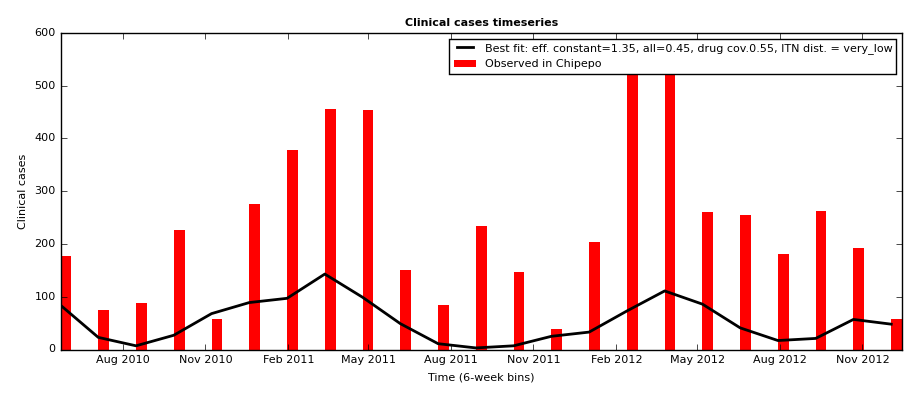 Clinical cases timeseries
Best fit: eff. constant=1.35, all=0.45, drug cov.0.55, ITN dist. = very_low
Observed in Chipepo
600
500
400
300
200
100
0
Clinical cases
Aug 2010 Nov 2010 Feb 2011 May 2011 Aug 2011 Nov 2011 Feb 2012 May 2012 Aug 2012 Nov 2012
Time (6-week bins)